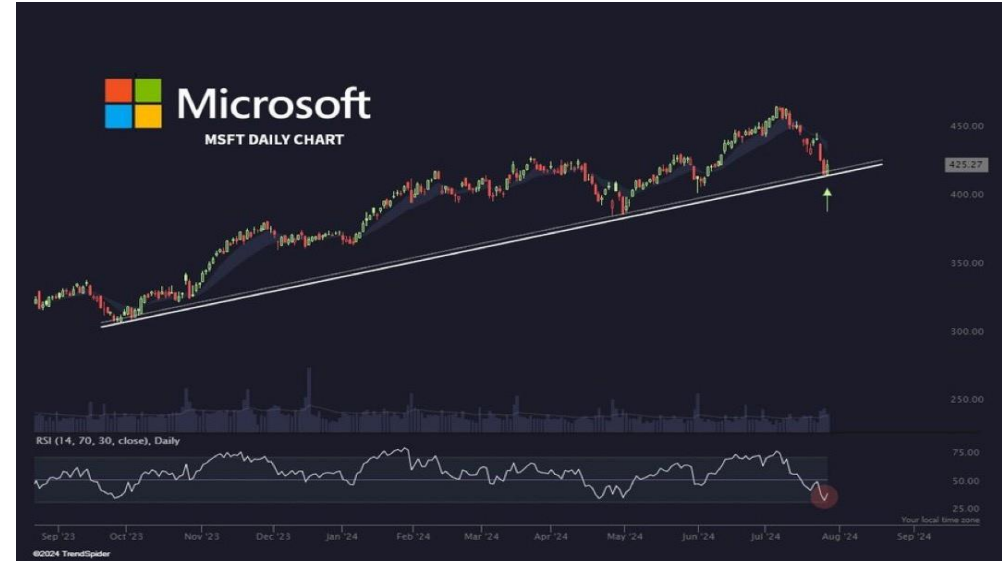 Microsoft
MSFT DAILY CHART
450.00
425.27
400.00
350.00
300.00
250.00
RSI (14, 70, 30, close), Daily
75.00
50.00
25.00
Your local time zone
Sep '23 Oct '23 Nov '23 Dec '23 Jan '24 Feb '24 Mar '24 Apr '24 May '24 Jun '24 Jul '24 Aug '24 Sep '24
©2024 TrendSpider